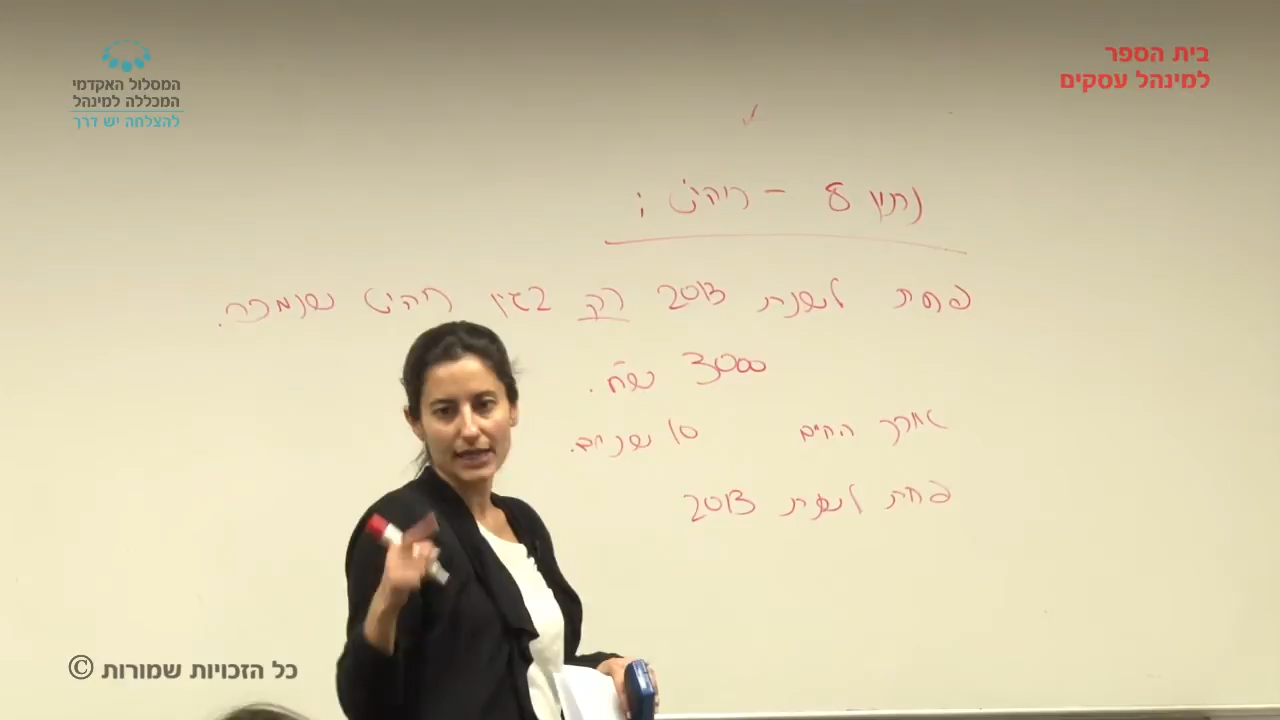 בית הספר
למינהל עסקים
המסלול האקדמי
המכללה למינהל
להצלחה יש דרך
נתון 8 - ריהוט :
פחת לשנת 2013 רק בגין ריהוט שנמכר.
3000 ש"ח.
אורך החיים 10 שנים.
פחת לשנת 2013
כל הזכויות שמורות ©